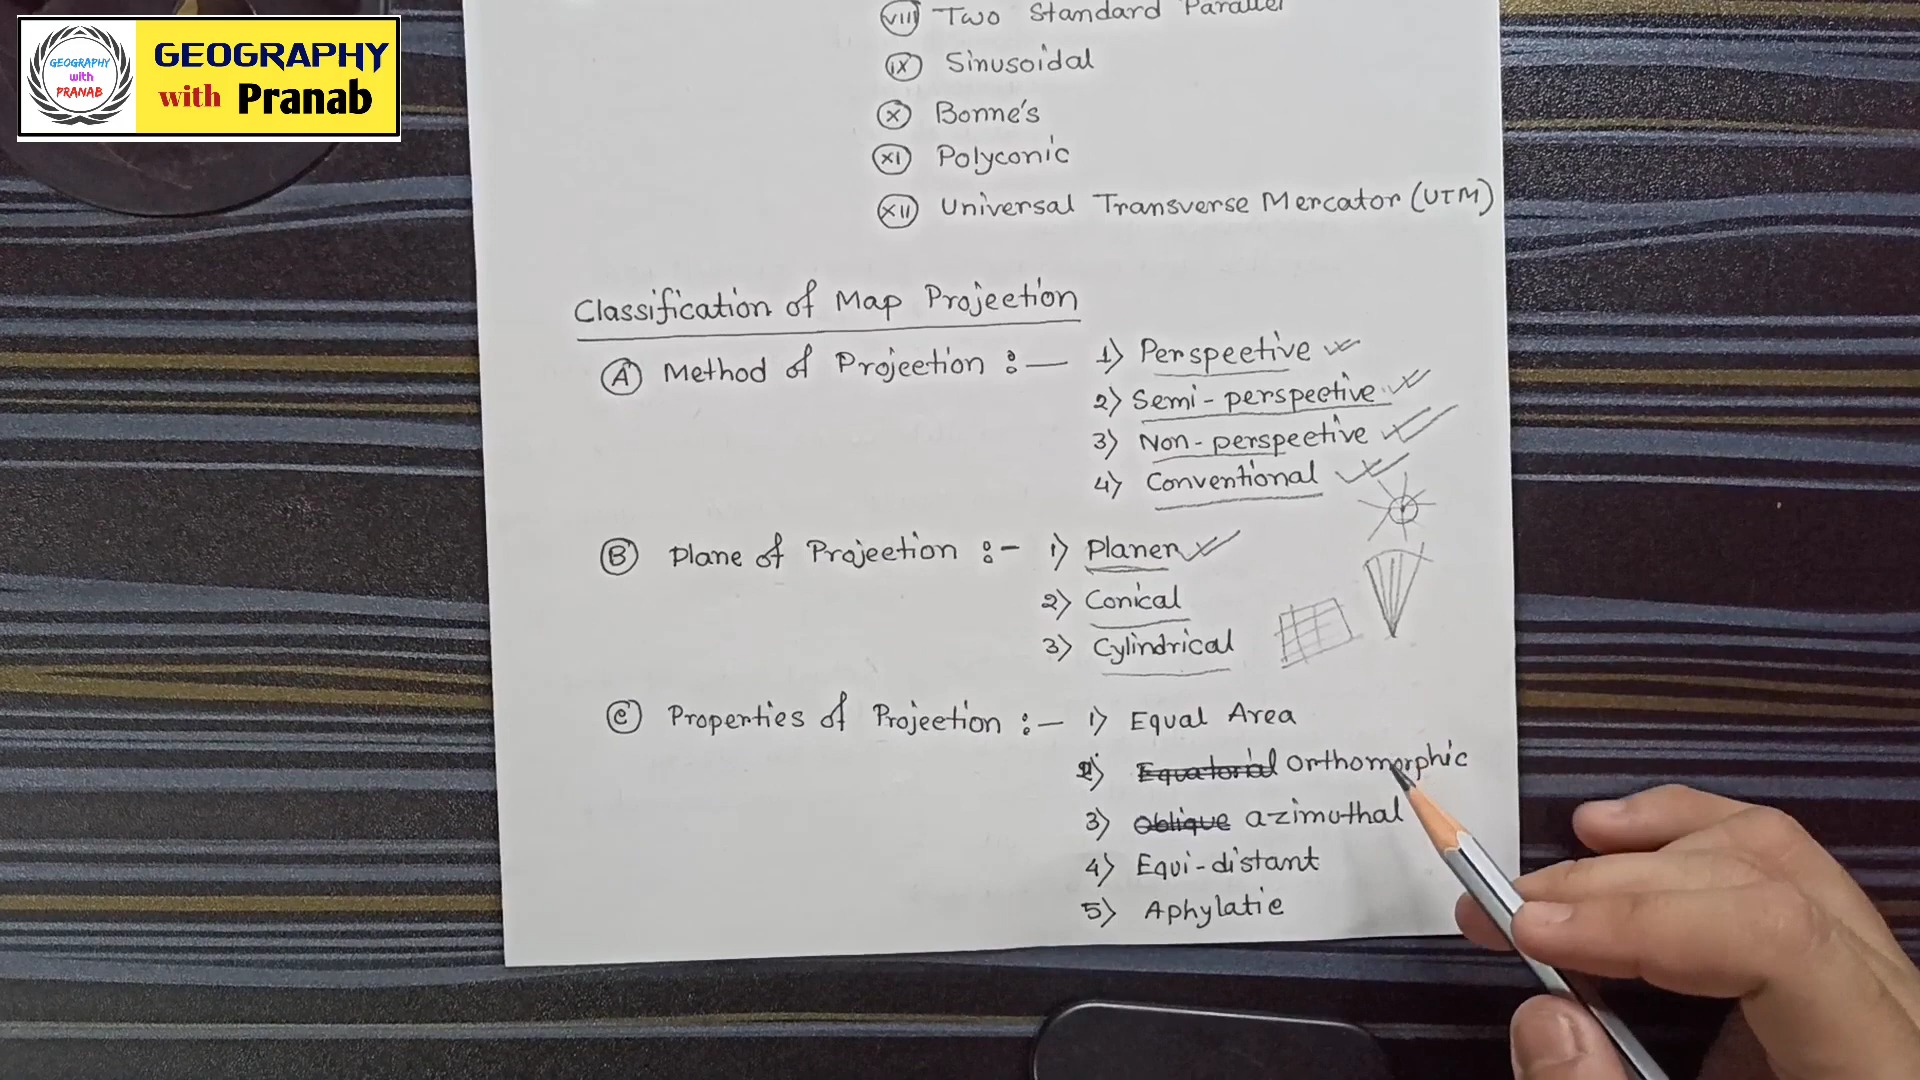 GEOGRAPHY
with
PRANAB
GEOGRAPHY
with Pranab
VIII Two Standard Parallel
IX Sinusoidal
X Bonne's
XI Polyconic
XII Universal Transverse Mercator (UTM)
Classification of Map Projection
A Method of Projection :— 1) Perspective
2) Semi-perspective
3) Non-perspective
4) Conventional
B Plane of Projection :- 1) Planer
2) Conical
3) Cylindrical
C Properties of Projection :— 1) Equal Area
2) Equatorial Orthomorphic
3) Oblique azimuthal
4) Equi-distant
5) Aphylatic